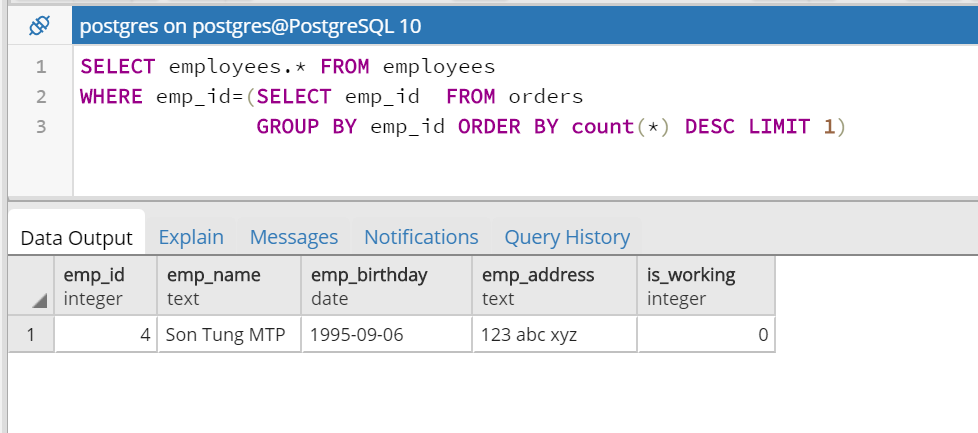 postgres on postgres@PostgreSQL 10
1 SELECT employees.* FROM employees
2 WHERE emp_id=(SELECT emp_id  FROM orders
3 GROUP BY emp_id ORDER BY count(*) DESC LIMIT 1)
Data Output Explain Messages Notifications Query History
emp_id emp_name emp_birthday emp_address is_working
integer text date text integer
1 4 Son Tung MTP 1995-09-06 123 abc xyz 0